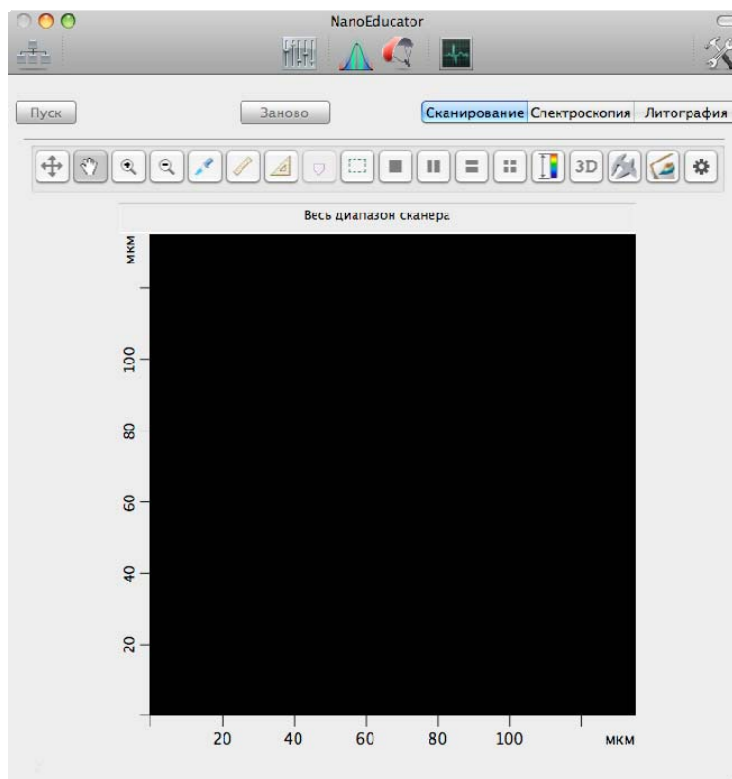 NanoEducator
Пуск
Заново
Сканирование
Спектроскопия
Литография
3D
Весь диапазон сканера
мкм
100
80
60
40
20
20 40 60 80 100 мкм